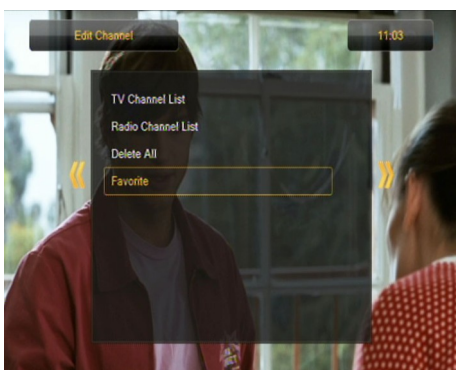 Edit Channel
11:03
TV Channel List
Radio Channel List
Delete All
Favorite